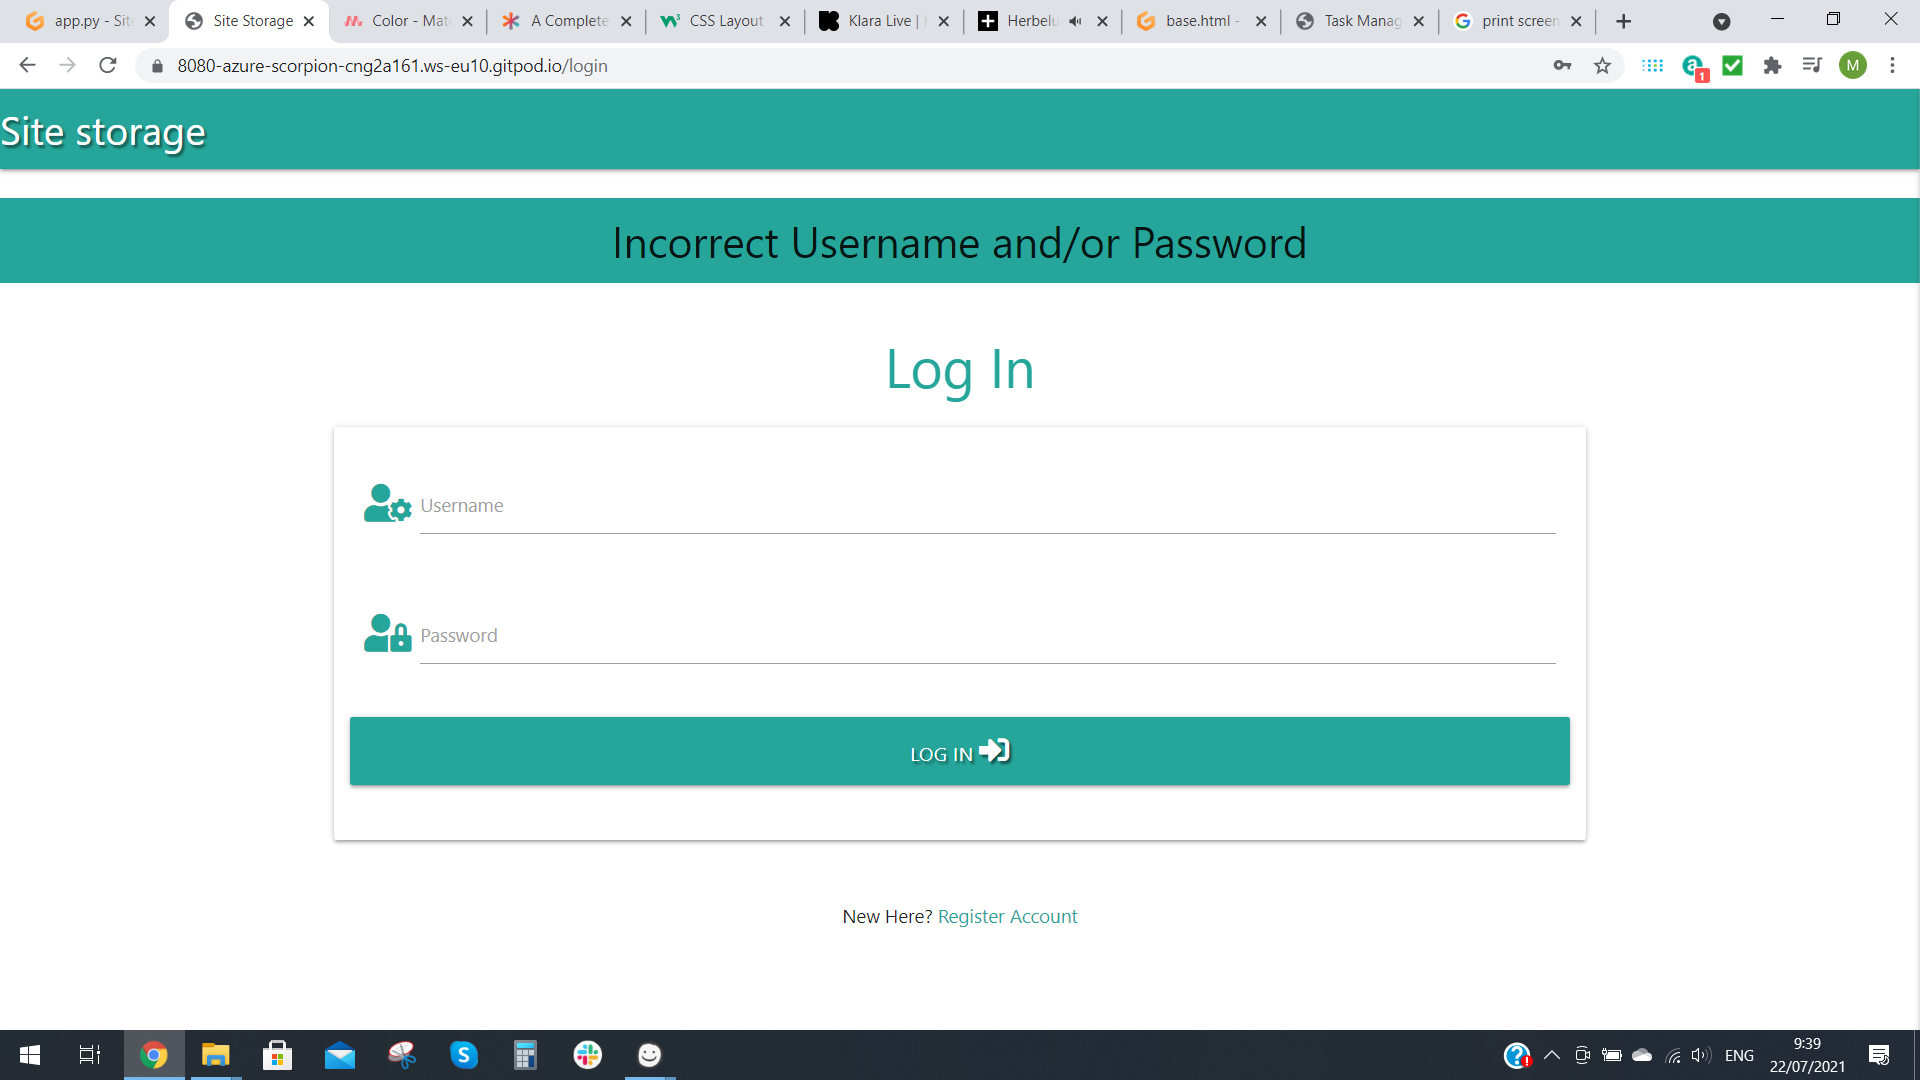 app.py - Sit
Site Storage
Color - Mat
A Complete
CSS Layout
Klara Live |
Herbelu
base.html -
Task Manag
print screen
8080-azure-scorpion-cng2a161.ws-eu10.gitpod.io/login
1
M
Site storage
Incorrect Username and/or Password
Log In
Username
Password
LOG IN
New Here? Register Account
ENG
9:39
22/07/2021